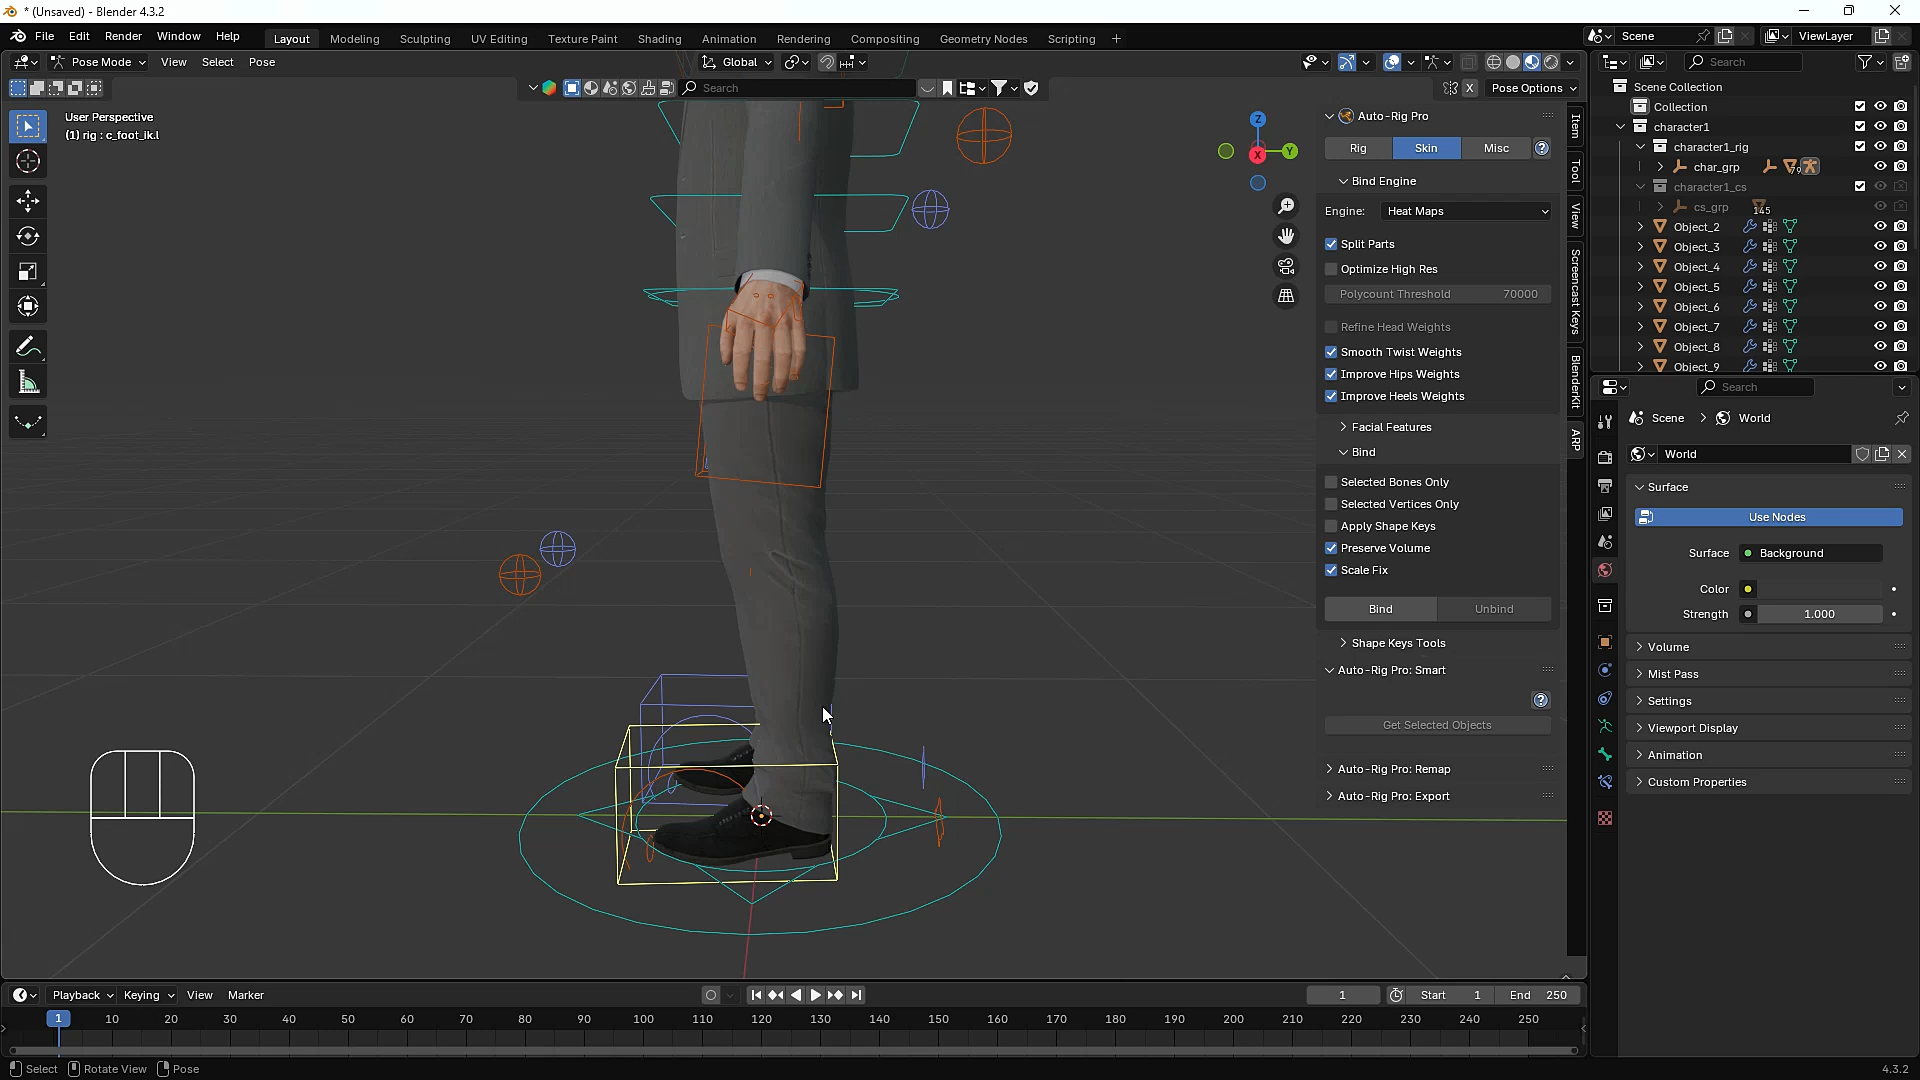 * (Unsaved) - Blender 4.3.2
File Edit Render Window Help
Layout Modeling Sculpting UV Editing Texture Paint Shading Animation Rendering Compositing Geometry Nodes Scripting +
Scene ViewLayer
Pose Mode View Select Pose Global
Search
Search
X Pose Options
User Perspective
(1) rig : c_foot_ik.l
Z
Y
X
Auto-Rig Pro
Rig Skin Misc ?
Bind Engine
Engine: Heat Maps
Split Parts
Optimize High Res
Polycount Threshold 70000
Refine Head Weights
Smooth Twist Weights
Improve Hips Weights
Improve Heels Weights
Facial Features
Bind
Selected Bones Only
Selected Vertices Only
Apply Shape Keys
Preserve Volume
Scale Fix
Bind Unbind
Shape Keys Tools
Auto-Rig Pro: Smart
?
Get Selected Objects
Auto-Rig Pro: Remap
Auto-Rig Pro: Export
Item
Tool
View
Screencast Keys
BlenderKit
ARP
Scene Collection
Collection
character1
character1_rig
char_grp 79
character1_cs
cs_grp 145
Object_2
Object_3
Object_4
Object_5
Object_6
Object_7
Object_8
Object_9
Search
Scene World
World
Surface
Use Nodes
Surface Background
Color
Strength 1.000
Volume
Mist Pass
Settings
Viewport Display
Animation
Custom Properties
Playback Keying View Marker
1 Start 1 End 250
1 10 20 30 40 50 60 70 80 90 100 110 120 130 140 150 160 170 180 190 200 210 220 230 240 250
Select Rotate View Pose
4.3.2